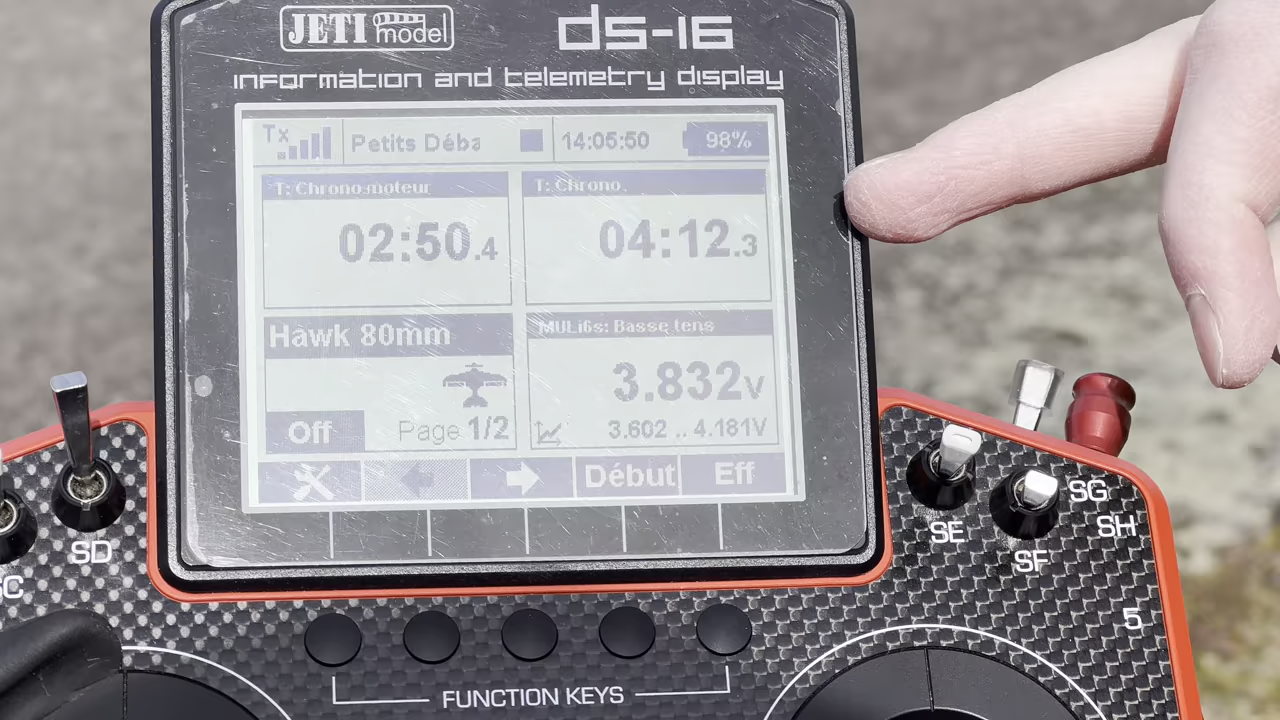 JETI model
ds-16
information and telemetry display
Tx Petits Déba 14:05:50 98%
T: Chrono.moteur
02:50.4
T: Chrono.
04:12.3
Hawk 80mm
Off
Page 1/2
MULi6s: Basse tens
3.832V
3.602 .. 4.181V
Début
Eff
SC
SD
SE
SF
SG
SH
5
FUNCTION KEYS